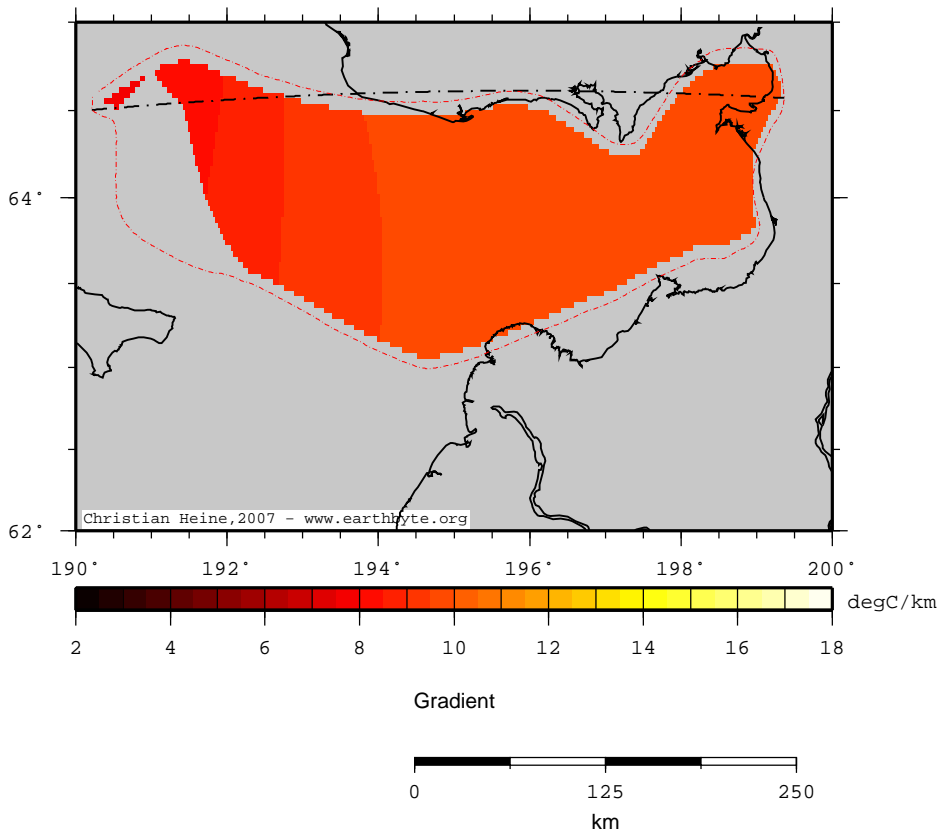 64°
62°
Christian Heine,2007 - www.earthbyte.org
190° 192° 194° 196° 198° 200°
degC/km
2 4 6 8 10 12 14 16 18
Gradient
0 125 250
km